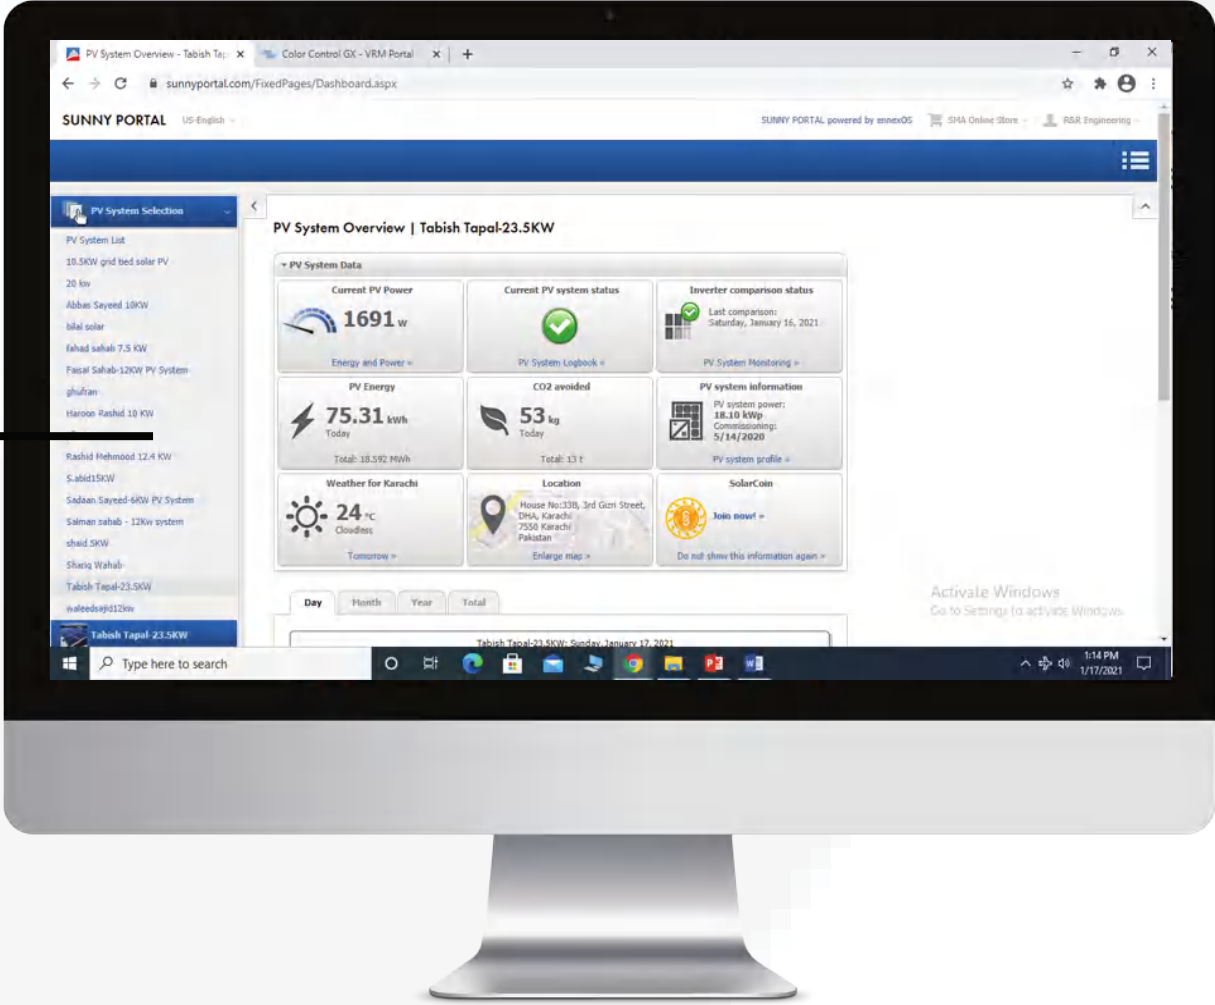 PV System Overview - Tabish Tap
Color Control GX - VRM Portal
sunnyportal.com/FixedPages/Dashboard.aspx
SUNNY PORTAL
US-English
SUNNY PORTAL powered by ennexOS
SMA Online Store
R&R Engineering
PV System Selection
PV System List
10.5KW grid tied solar PV
20 kw
Abbas Sayeed 10KW
bilal solar
fahad sahab 7.5 KW
Faisal Sahab-12KW PV System
ghufran
Haroon Rashid 10 KW
Rashid Mehmood 12.4 KW
S.abid15KW
Sadaan Sayeed-6KW PV System
Salman sahab - 12Kw system
shaid 5KW
Shariq Wahab
Tabish Tapal-23.5KW
waleedsajid12kw
Tabish Tapal-23.5KW
PV System Overview | Tabish Tapal-23.5KW
PV System Data
Current PV Power
1691 W
Energy and Power »
Current PV system status
PV System Logbook »
Inverter comparison status
Last comparison:
Saturday, January 16, 2021
PV System Monitoring »
PV Energy
75.31 kWh
Today
Total: 18.592 MWh
CO2 avoided
53 kg
Today
Total: 13 t
PV system information
PV system power:
18.10 kWp
Commissioning:
5/14/2020
PV system profile »
Weather for Karachi
24 °C
Cloudless
Tomorrow »
Location
House No:33B, 3rd Gizri Street,
DHA, Karachi
7550 Karachi
Pakistan
Enlarge map »
SolarCoin
Join now! »
Do not show this information again »
Day
Month
Year
Total
Tabish Tapal-23.5KW: Sunday, January 17, 2021
Activate Windows
Go to Settings to activate Windows.
Type here to search
1:14 PM
1/17/2021